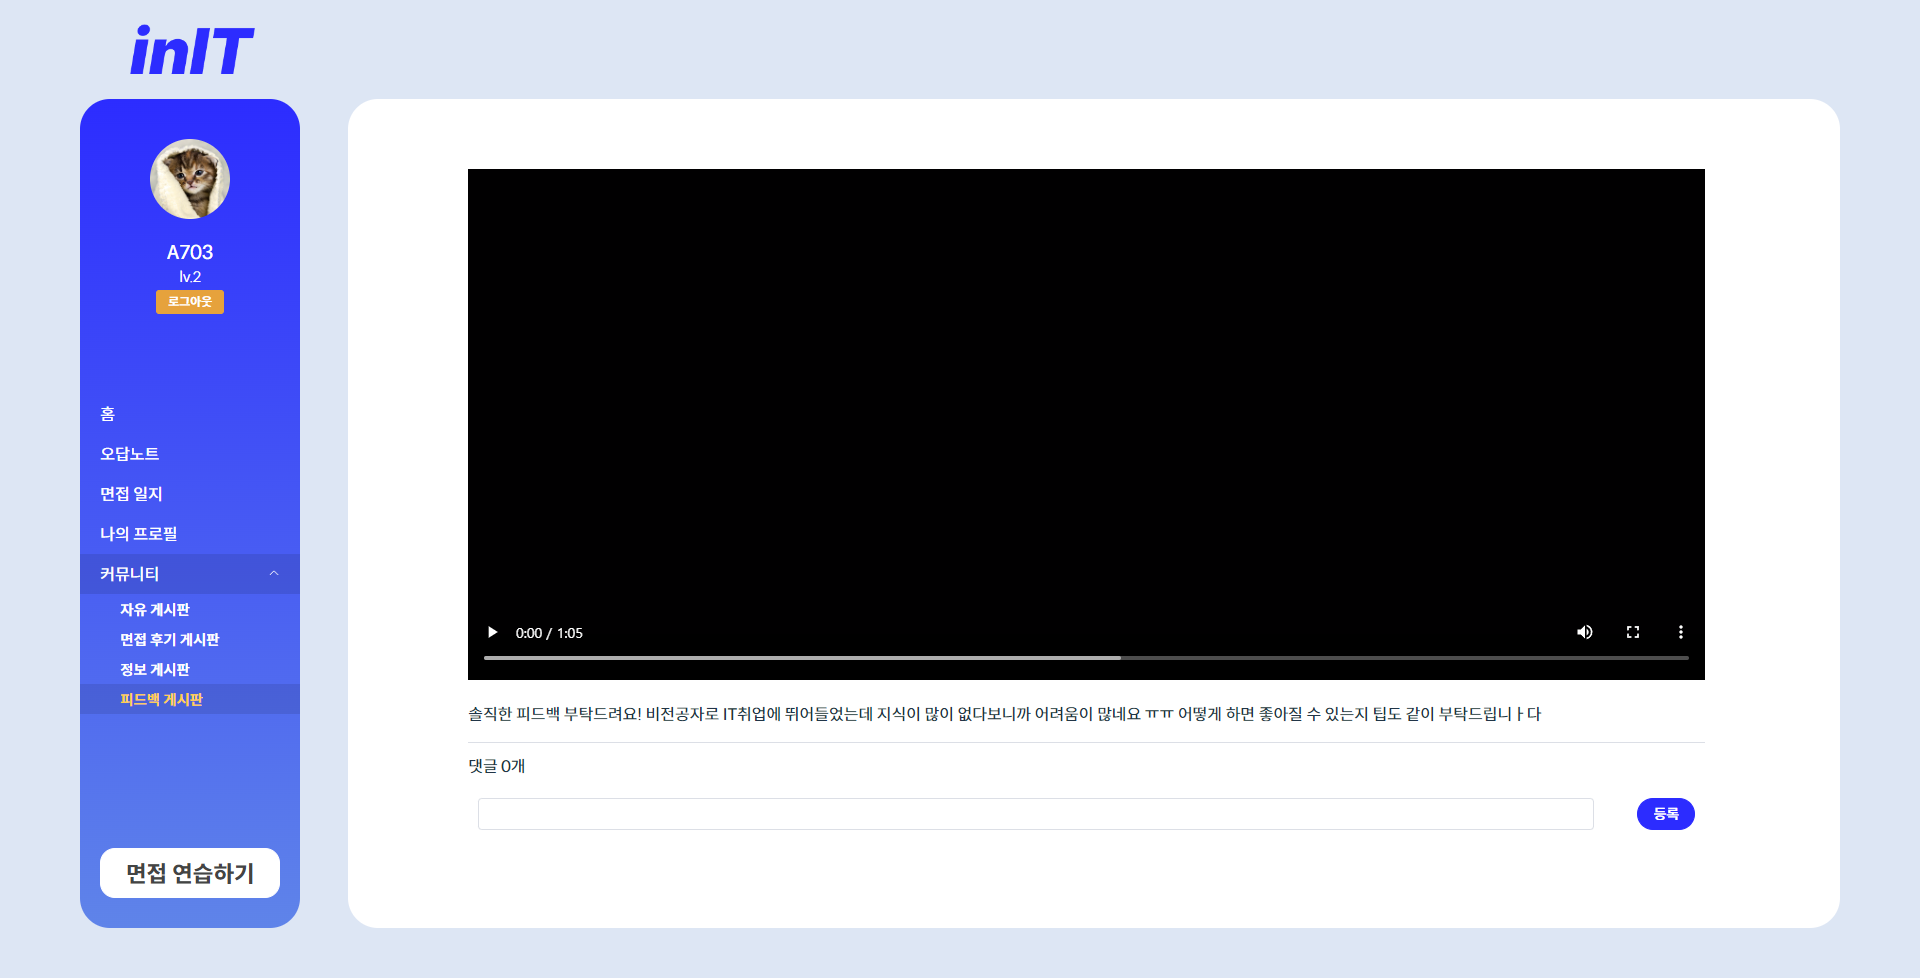 inIT
A703
lv.2
로그아웃
홈
오답노트
면접 일지
나의 프로필
커뮤니티
자유 게시판
면접 후기 게시판
정보 게시판
피드백 게시판
면접 연습하기
0:00 / 1:05
솔직한 피드백 부탁드려요! 비전공자로 IT취업에 뛰어들었는데 지식이 많이 없다보니까 어려움이 많네요 ㅠㅠ 어떻게 하면 좋아질 수 있는지 팁도 같이 부탁드립니ㅏ다
댓글 0개
등록